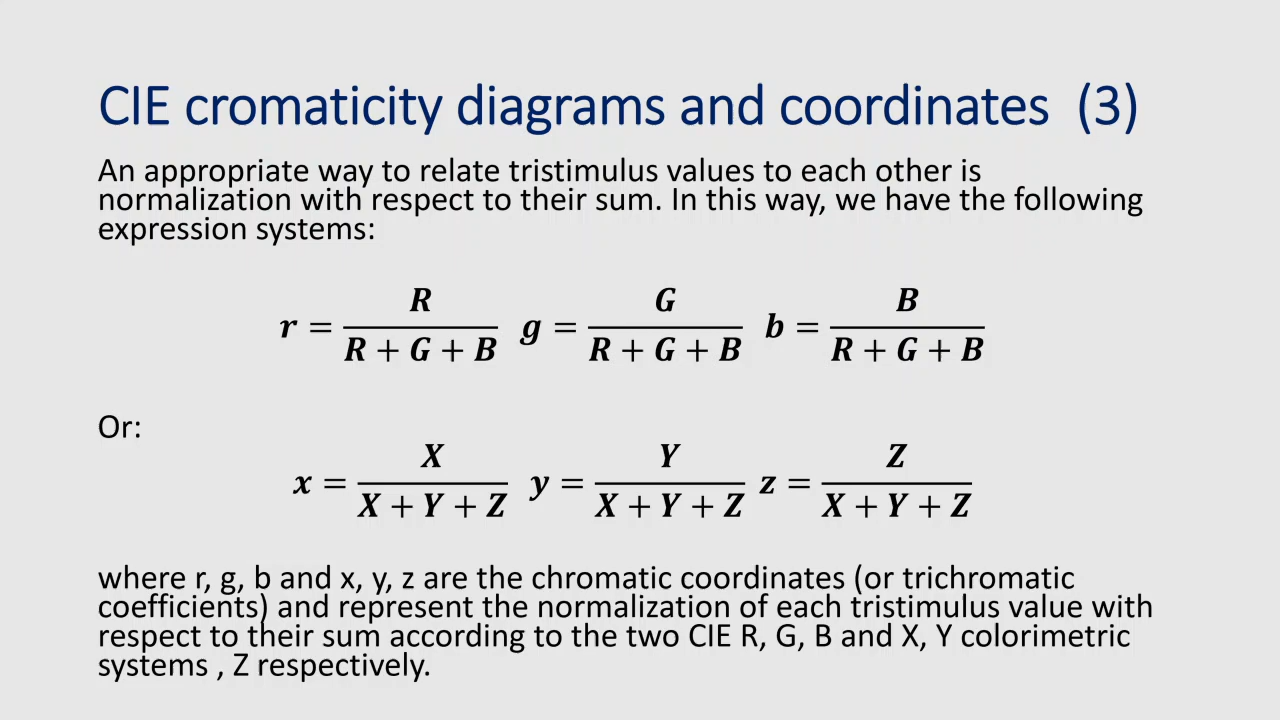 CIE cromaticity diagrams and coordinates (3)
An appropriate way to relate tristimulus values to each other is
normalization with respect to their sum. In this way, we have the following
expression systems:
r = R / (R + G + B)  g = G / (R + G + B)  b = B / (R + G + B)
Or:
x = X / (X + Y + Z)  y = Y / (X + Y + Z)  z = Z / (X + Y + Z)
where r, g, b and x, y, z are the chromatic coordinates (or trichromatic
coefficients) and represent the normalization of each tristimulus value with
respect to their sum according to the two CIE R, G, B and X, Y colorimetric
systems , Z respectively.